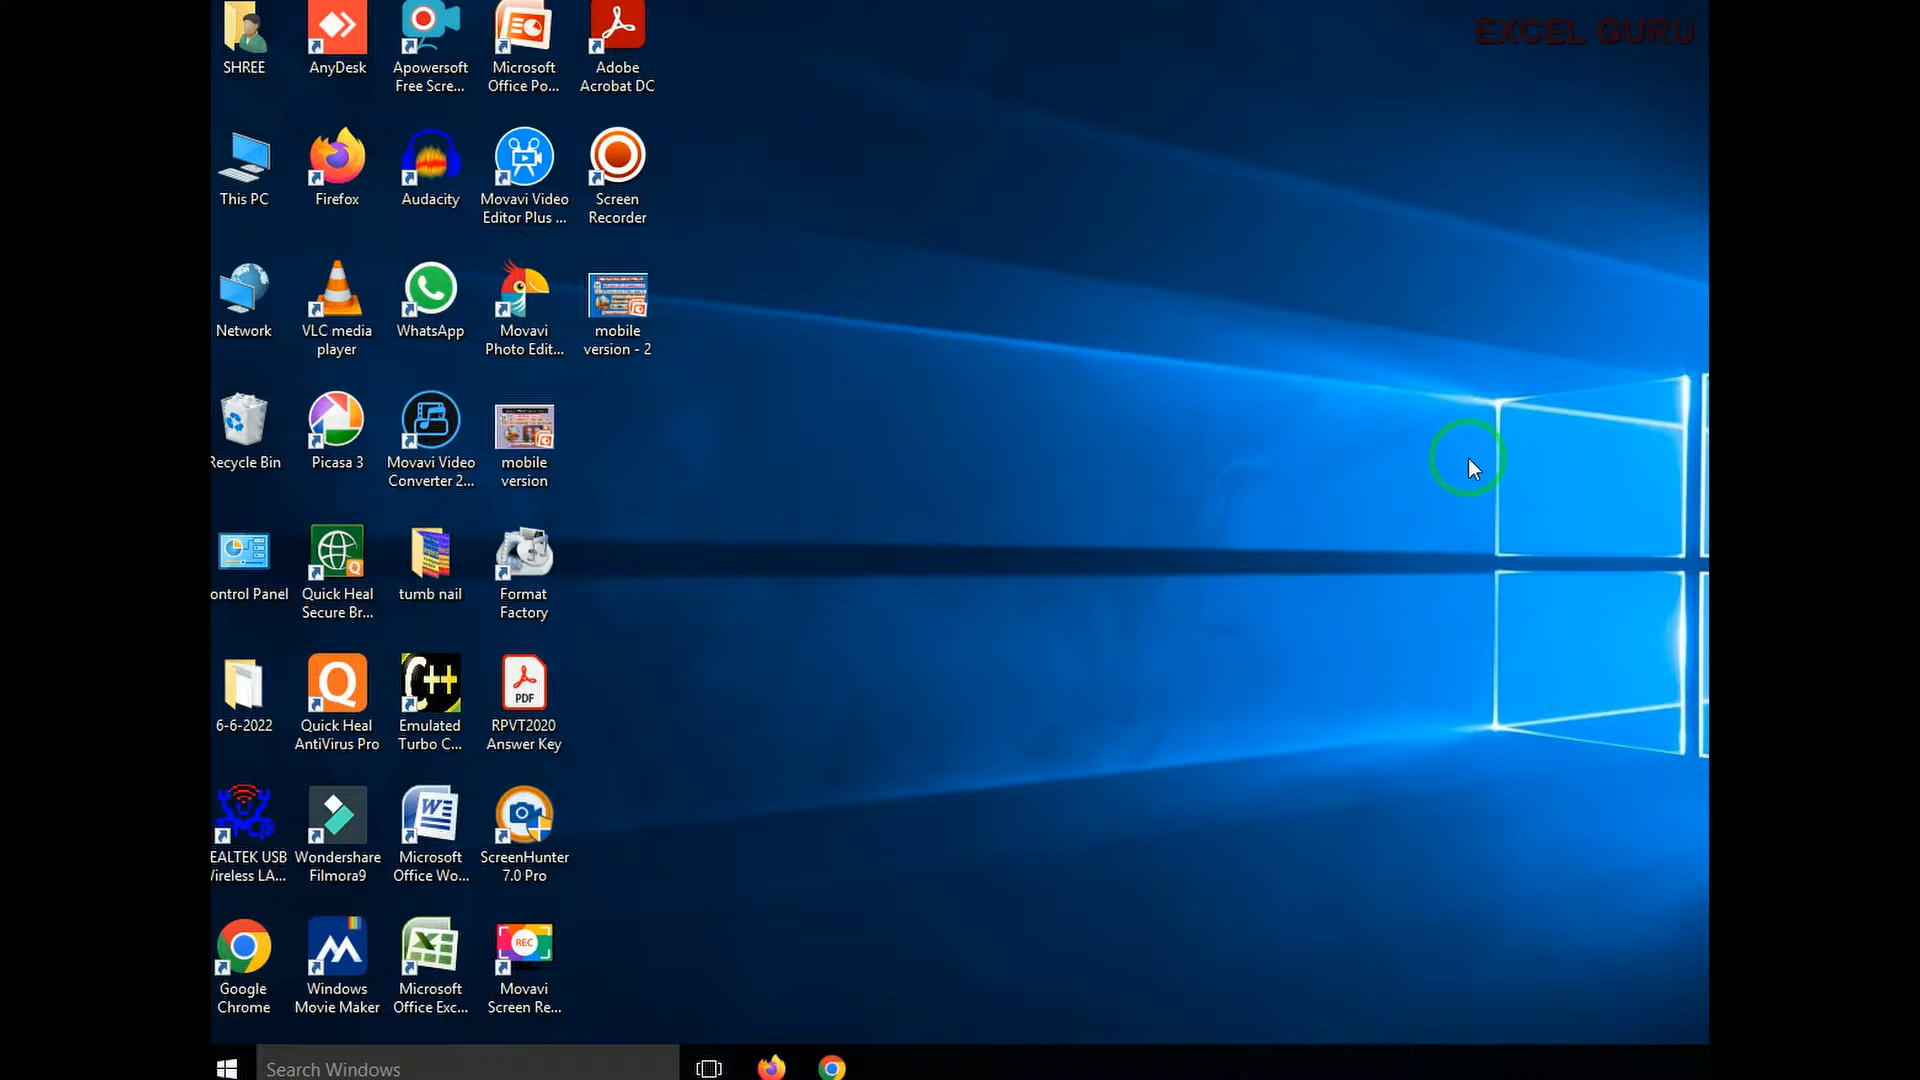 EXCEL GURU
SHREE
AnyDesk
Apowersoft
Free Scre...
Microsoft
Office Po...
Adobe
Acrobat DC
This PC
Firefox
Audacity
Movavi Video
Editor Plus ...
Screen
Recorder
Network
VLC media
player
WhatsApp
Movavi
Photo Edit...
mobile
version - 2
Recycle Bin
Picasa 3
Movavi Video
Converter 2...
mobile
version
ontrol Panel
Quick Heal
Secure Br...
tumb nail
Format
Factory
6-6-2022
Quick Heal
AntiVirus Pro
C++
Emulated
Turbo C...
PDF
RPVT2020
Answer Key
EALTEK USB
Wireless LA...
Wondershare
Filmora9
Microsoft
Office Wo...
ScreenHunter
7.0 Pro
Google
Chrome
Windows
Movie Maker
Microsoft
Office Exc...
REC
Movavi
Screen Re...
Search Windows